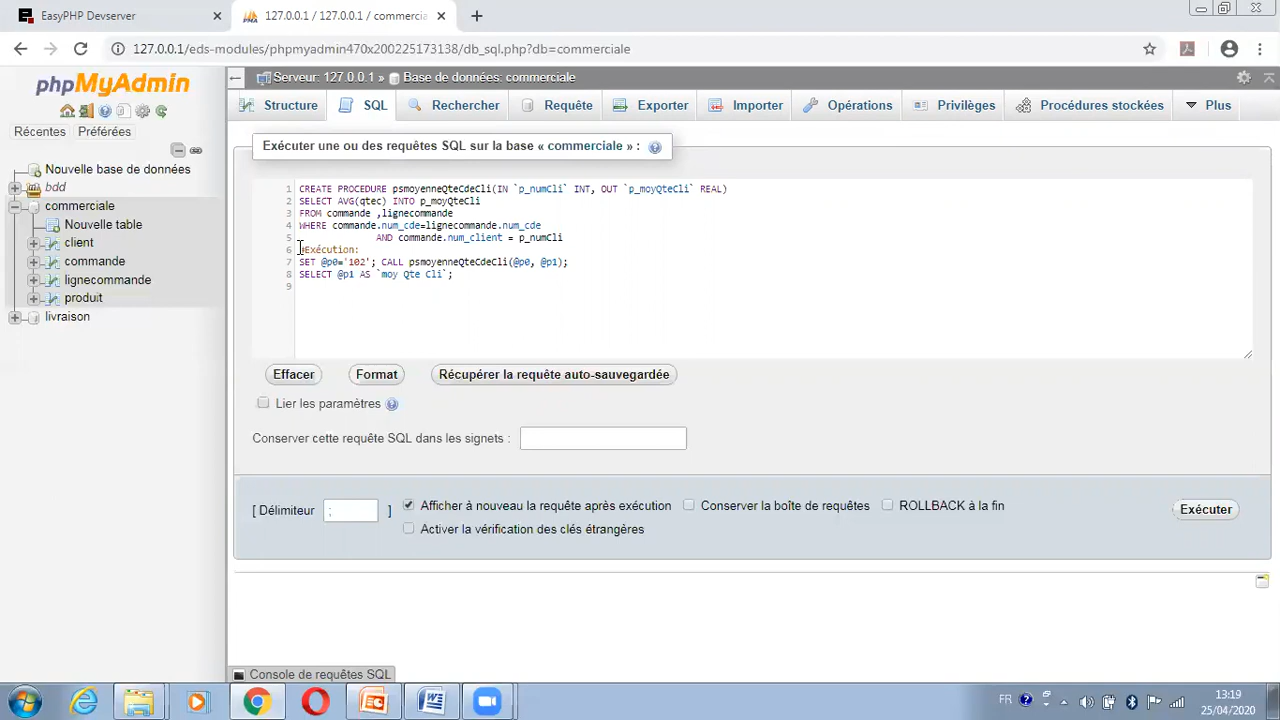 EasyPHP Devserver
127.0.0.1 / 127.0.0.1 / commercia
127.0.0.1/eds-modules/phpmyadmin470x200225173138/db_sql.php?db=commerciale
phpMyAdmin
Récentes Préférées
Nouvelle base de données
bdd
commerciale
Nouvelle table
client
commande
lignecommande
produit
livraison
Serveur: 127.0.0.1 » Base de données: commerciale
Structure SQL Rechercher Requête Exporter Importer Opérations Privilèges Procédures stockées Plus
Exécuter une ou des requêtes SQL sur la base « commerciale » :
1 CREATE PROCEDURE psmoyenneQteCdeCli(IN `p_numCli` INT, OUT `p_moyQteCli` REAL)
2 SELECT AVG(qtec) INTO p_moyQteCli
3 FROM commande ,lignecommande
4 WHERE commande.num_cde=lignecommande.num_cde
5 AND commande.num_client = p_numCli
6 #Exécution:
7 SET @p0='102'; CALL psmoyenneQteCdeCli(@p0, @p1);
8 SELECT @p1 AS `moy Qte Cli`;
9
Effacer Format Récupérer la requête auto-sauvegardée
Lier les paramètres
Conserver cette requête SQL dans les signets :
[ Délimiteur ; ] Afficher à nouveau la requête après exécution Conserver la boîte de requêtes ROLLBACK à la fin Exécuter
Activer la vérification des clés étrangères
Console de requêtes SQL
FR 13:19
25/04/2020